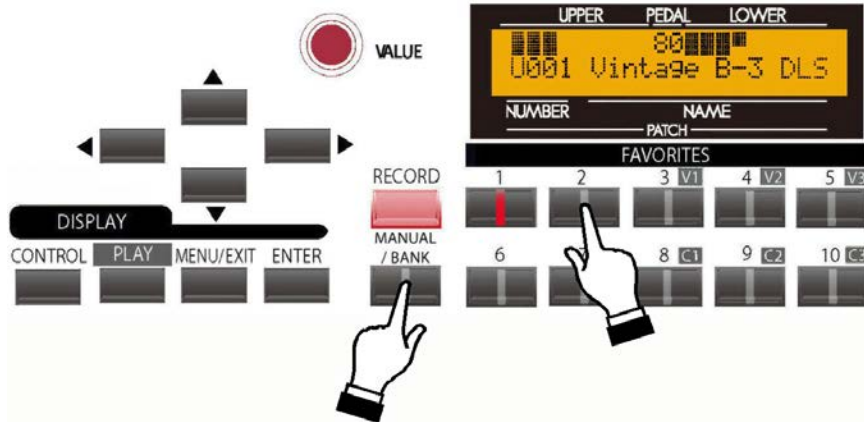 UPPER PEDAL LOWER
VALUE
80
U001 Vintage B-3 DLS
NUMBER NAME
PATCH
FAVORITES
RECORD
1 2 3 V1 4 V2 5 V3
DISPLAY
MANUAL
/ BANK
CONTROL PLAY MENU/EXIT ENTER
6 8 C1 9 C2 10 C3